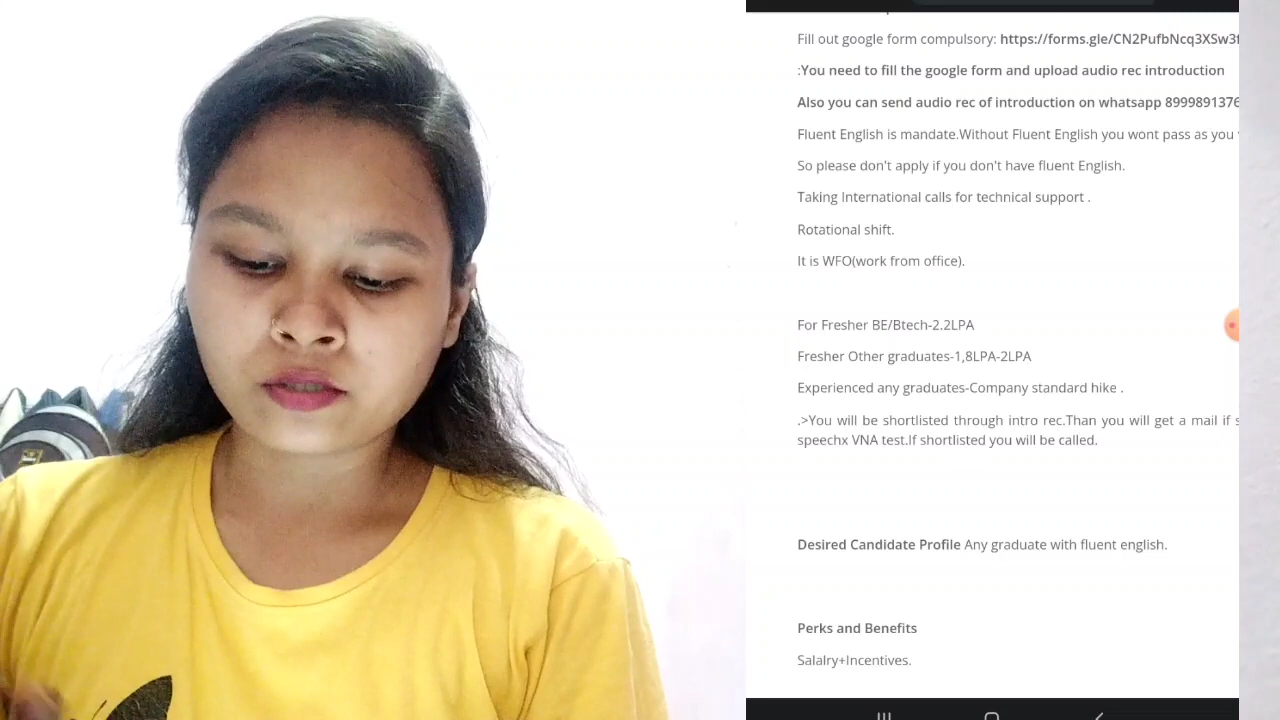 Fill out google form compulsory: https://forms.gle/CN2PufbNcq3XSw3f
:You need to fill the google form and upload audio rec introduction
Also you can send audio rec of introduction on whatsapp 8999891376
Fluent English is mandate.Without Fluent English you wont pass as you
So please don't apply if you don't have fluent English.
Taking International calls for technical support .
Rotational shift.
It is WFO(work from office).
For Fresher BE/Btech-2.2LPA
Fresher Other graduates-1,8LPA-2LPA
Experienced any graduates-Company standard hike .
.>You will be shortlisted through intro rec.Than you will get a mail if s
speechx VNA test.If shortlisted you will be called.
Desired Candidate Profile Any graduate with fluent english.
Perks and Benefits
Salalry+Incentives.